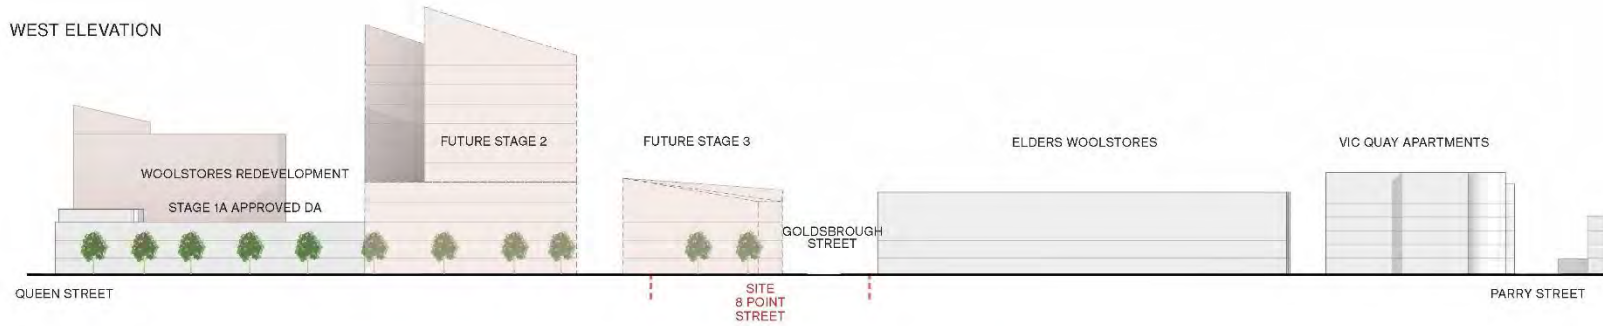 WEST ELEVATION
WOOLSTORES REDEVELOPMENT
STAGE 1A APPROVED DA
FUTURE STAGE 2
FUTURE STAGE 3
GOLDSBROUGH
STREET
ELDERS WOOLSTORES
VIC QUAY APARTMENTS
QUEEN STREET
SITE
8 POINT
STREET
PARRY STREET